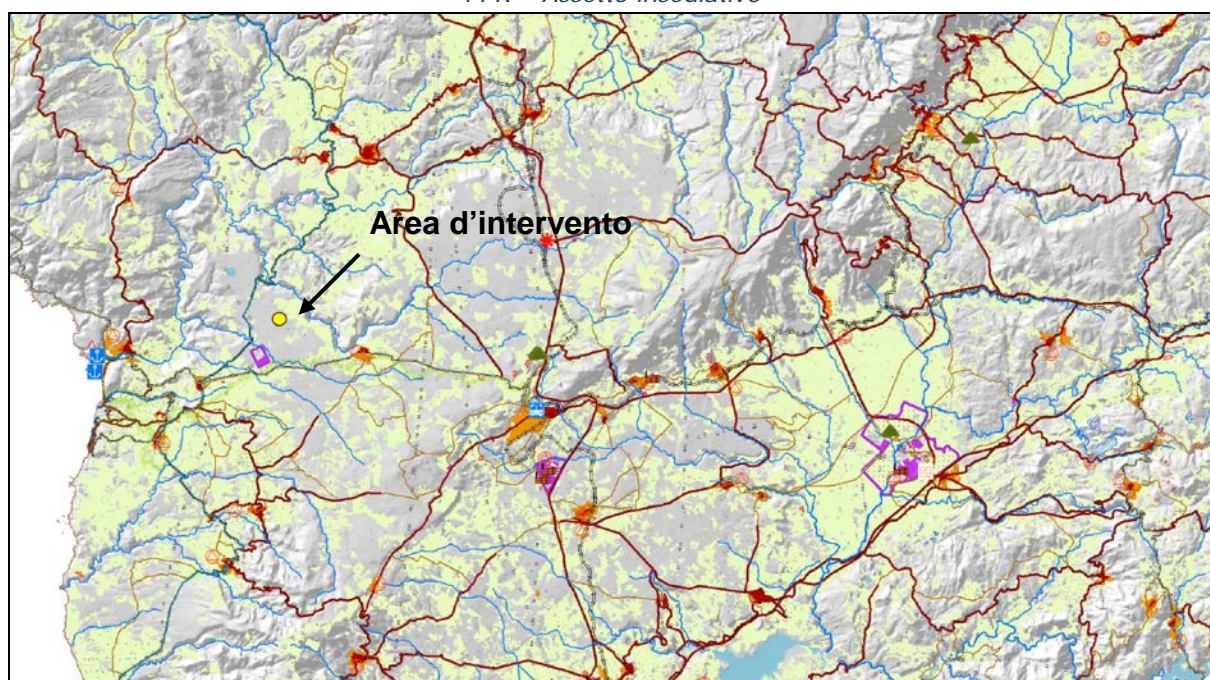 PPR – Assetto insediativo
Area d’intervento